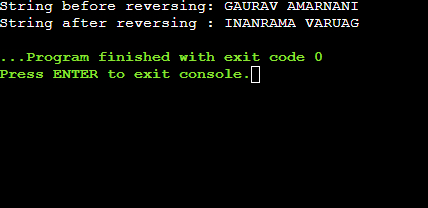 String before reversing: GAURAV AMARNANI
String after reversing : INANRAMA VARUAG
...Program finished with exit code 0
Press ENTER to exit console.